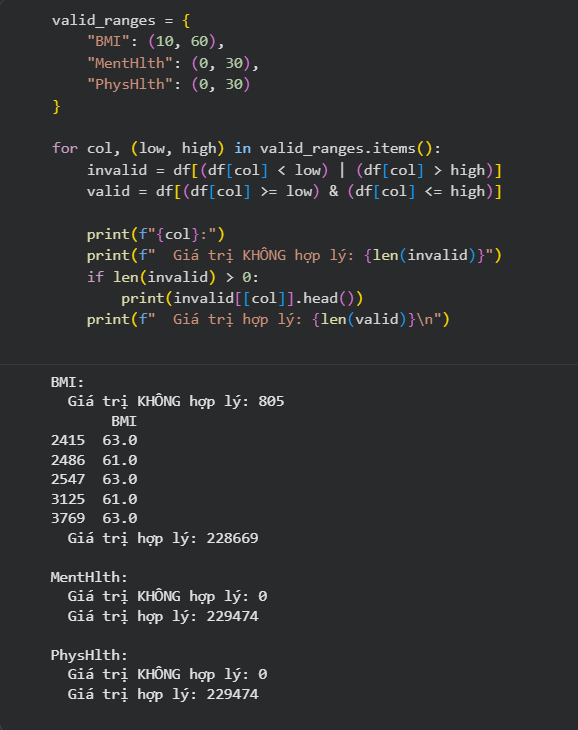 valid_ranges = {
    "BMI": (10, 60),
    "MentHlth": (0, 30),
    "PhysHlth": (0, 30)
}

for col, (low, high) in valid_ranges.items():
    invalid = df[(df[col] < low) | (df[col] > high)]
    valid = df[(df[col] >= low) & (df[col] <= high)]

    print(f"{col}:")
    print(f"  Giá trị KHÔNG hợp lý: {len(invalid)}")
    if len(invalid) > 0:
        print(invalid[[col]].head())
    print(f"  Giá trị hợp lý: {len(valid)}\n")

BMI:
  Giá trị KHÔNG hợp lý: 805
       BMI
2415  63.0
2486  61.0
2547  63.0
3125  61.0
3769  63.0
  Giá trị hợp lý: 228669

MentHlth:
  Giá trị KHÔNG hợp lý: 0
  Giá trị hợp lý: 229474

PhysHlth:
  Giá trị KHÔNG hợp lý: 0
  Giá trị hợp lý: 229474